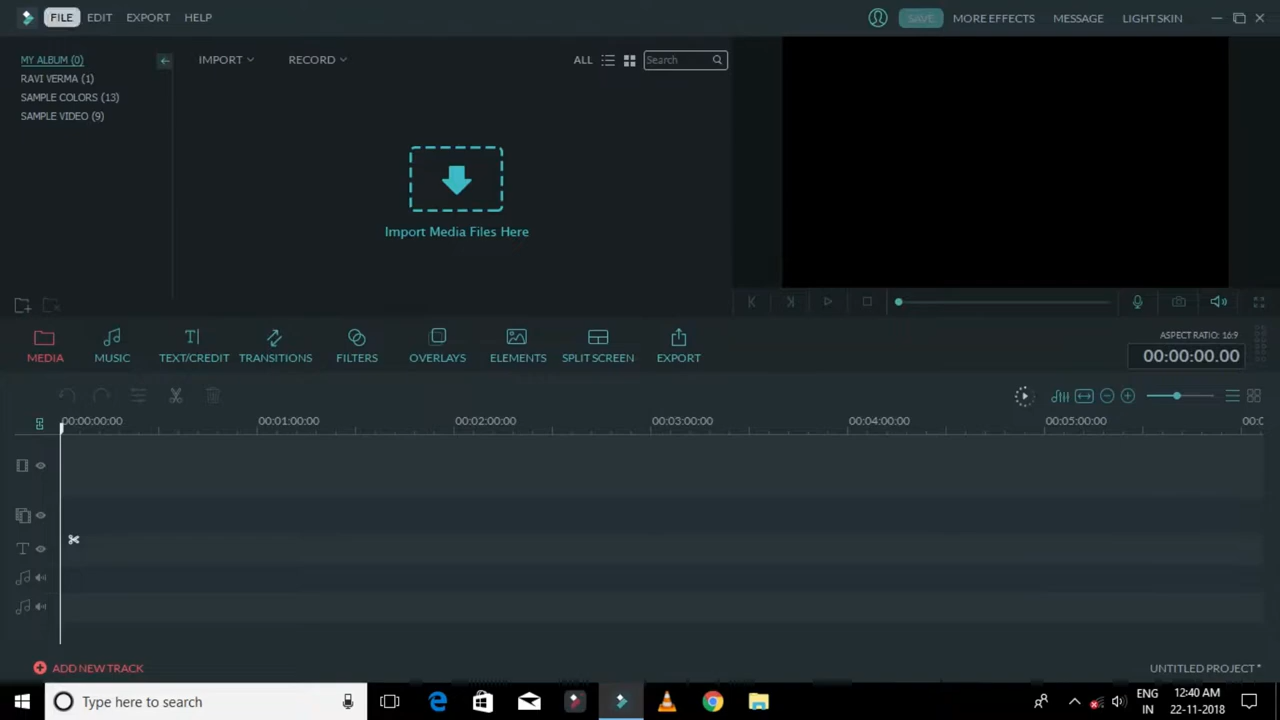 FILE EDIT EXPORT HELP SAVE MORE EFFECTS MESSAGE LIGHT SKIN
MY ALBUM (0)
RAVI VERMA (1)
SAMPLE COLORS (13)
SAMPLE VIDEO (9)
IMPORT RECORD ALL Search
Import Media Files Here
MEDIA MUSIC TEXT/CREDIT TRANSITIONS FILTERS OVERLAYS ELEMENTS SPLIT SCREEN EXPORT
ASPECT RATIO: 16:9
00:00:00.00
00:00:00:00 00:01:00:00 00:02:00:00 00:03:00:00 00:04:00:00 00:05:00:00
ADD NEW TRACK
UNTITLED PROJECT *
Type here to search
ENG
IN
12:40 AM
22-11-2018